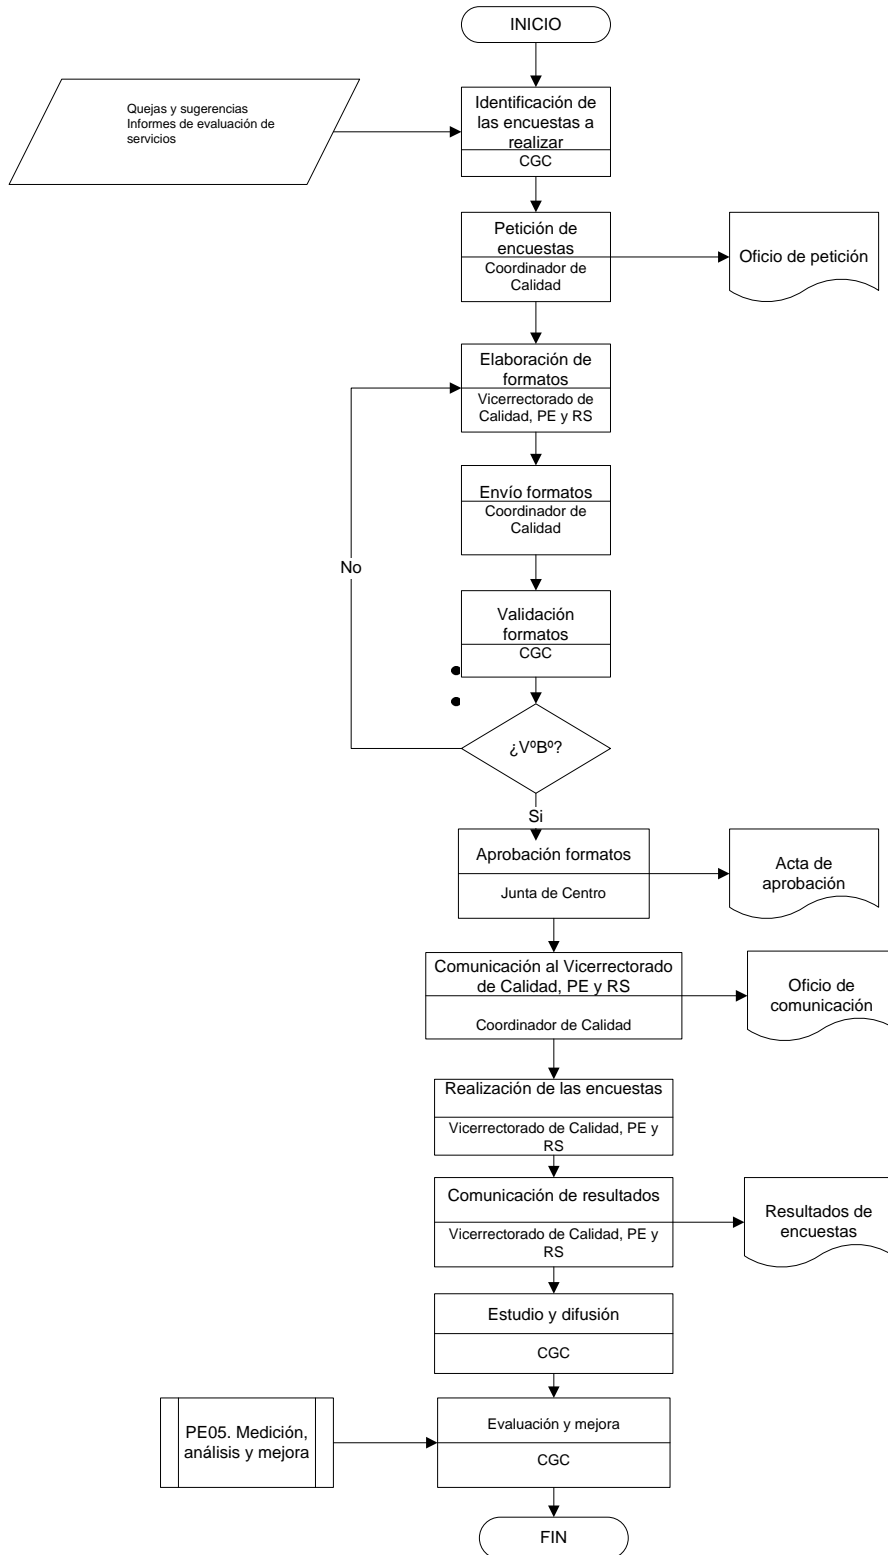 INICIO
Quejas y sugerencias
Informes de evaluación de
servicios
Identificación de
las encuestas a
realizar
CGC
Petición de
encuestas
Coordinador de
Calidad
Oficio de petición
Elaboración de
formatos
Vicerrectorado de
Calidad, PE y RS
Envío formatos
Coordinador de
Calidad
No
Validación
formatos
CGC
¿VºBº?
Si
Aprobación formatos
Junta de Centro
Acta de
aprobación
Comunicación al Vicerrectorado
de Calidad, PE y RS
Coordinador de Calidad
Oficio de
comunicación
Realización de las encuestas
Vicerrectorado de Calidad, PE y
RS
Comunicación de resultados
Vicerrectorado de Calidad, PE y
RS
Resultados de
encuestas
Estudio y difusión
CGC
PE05. Medición,
análisis y mejora
Evaluación y mejora
CGC
FIN